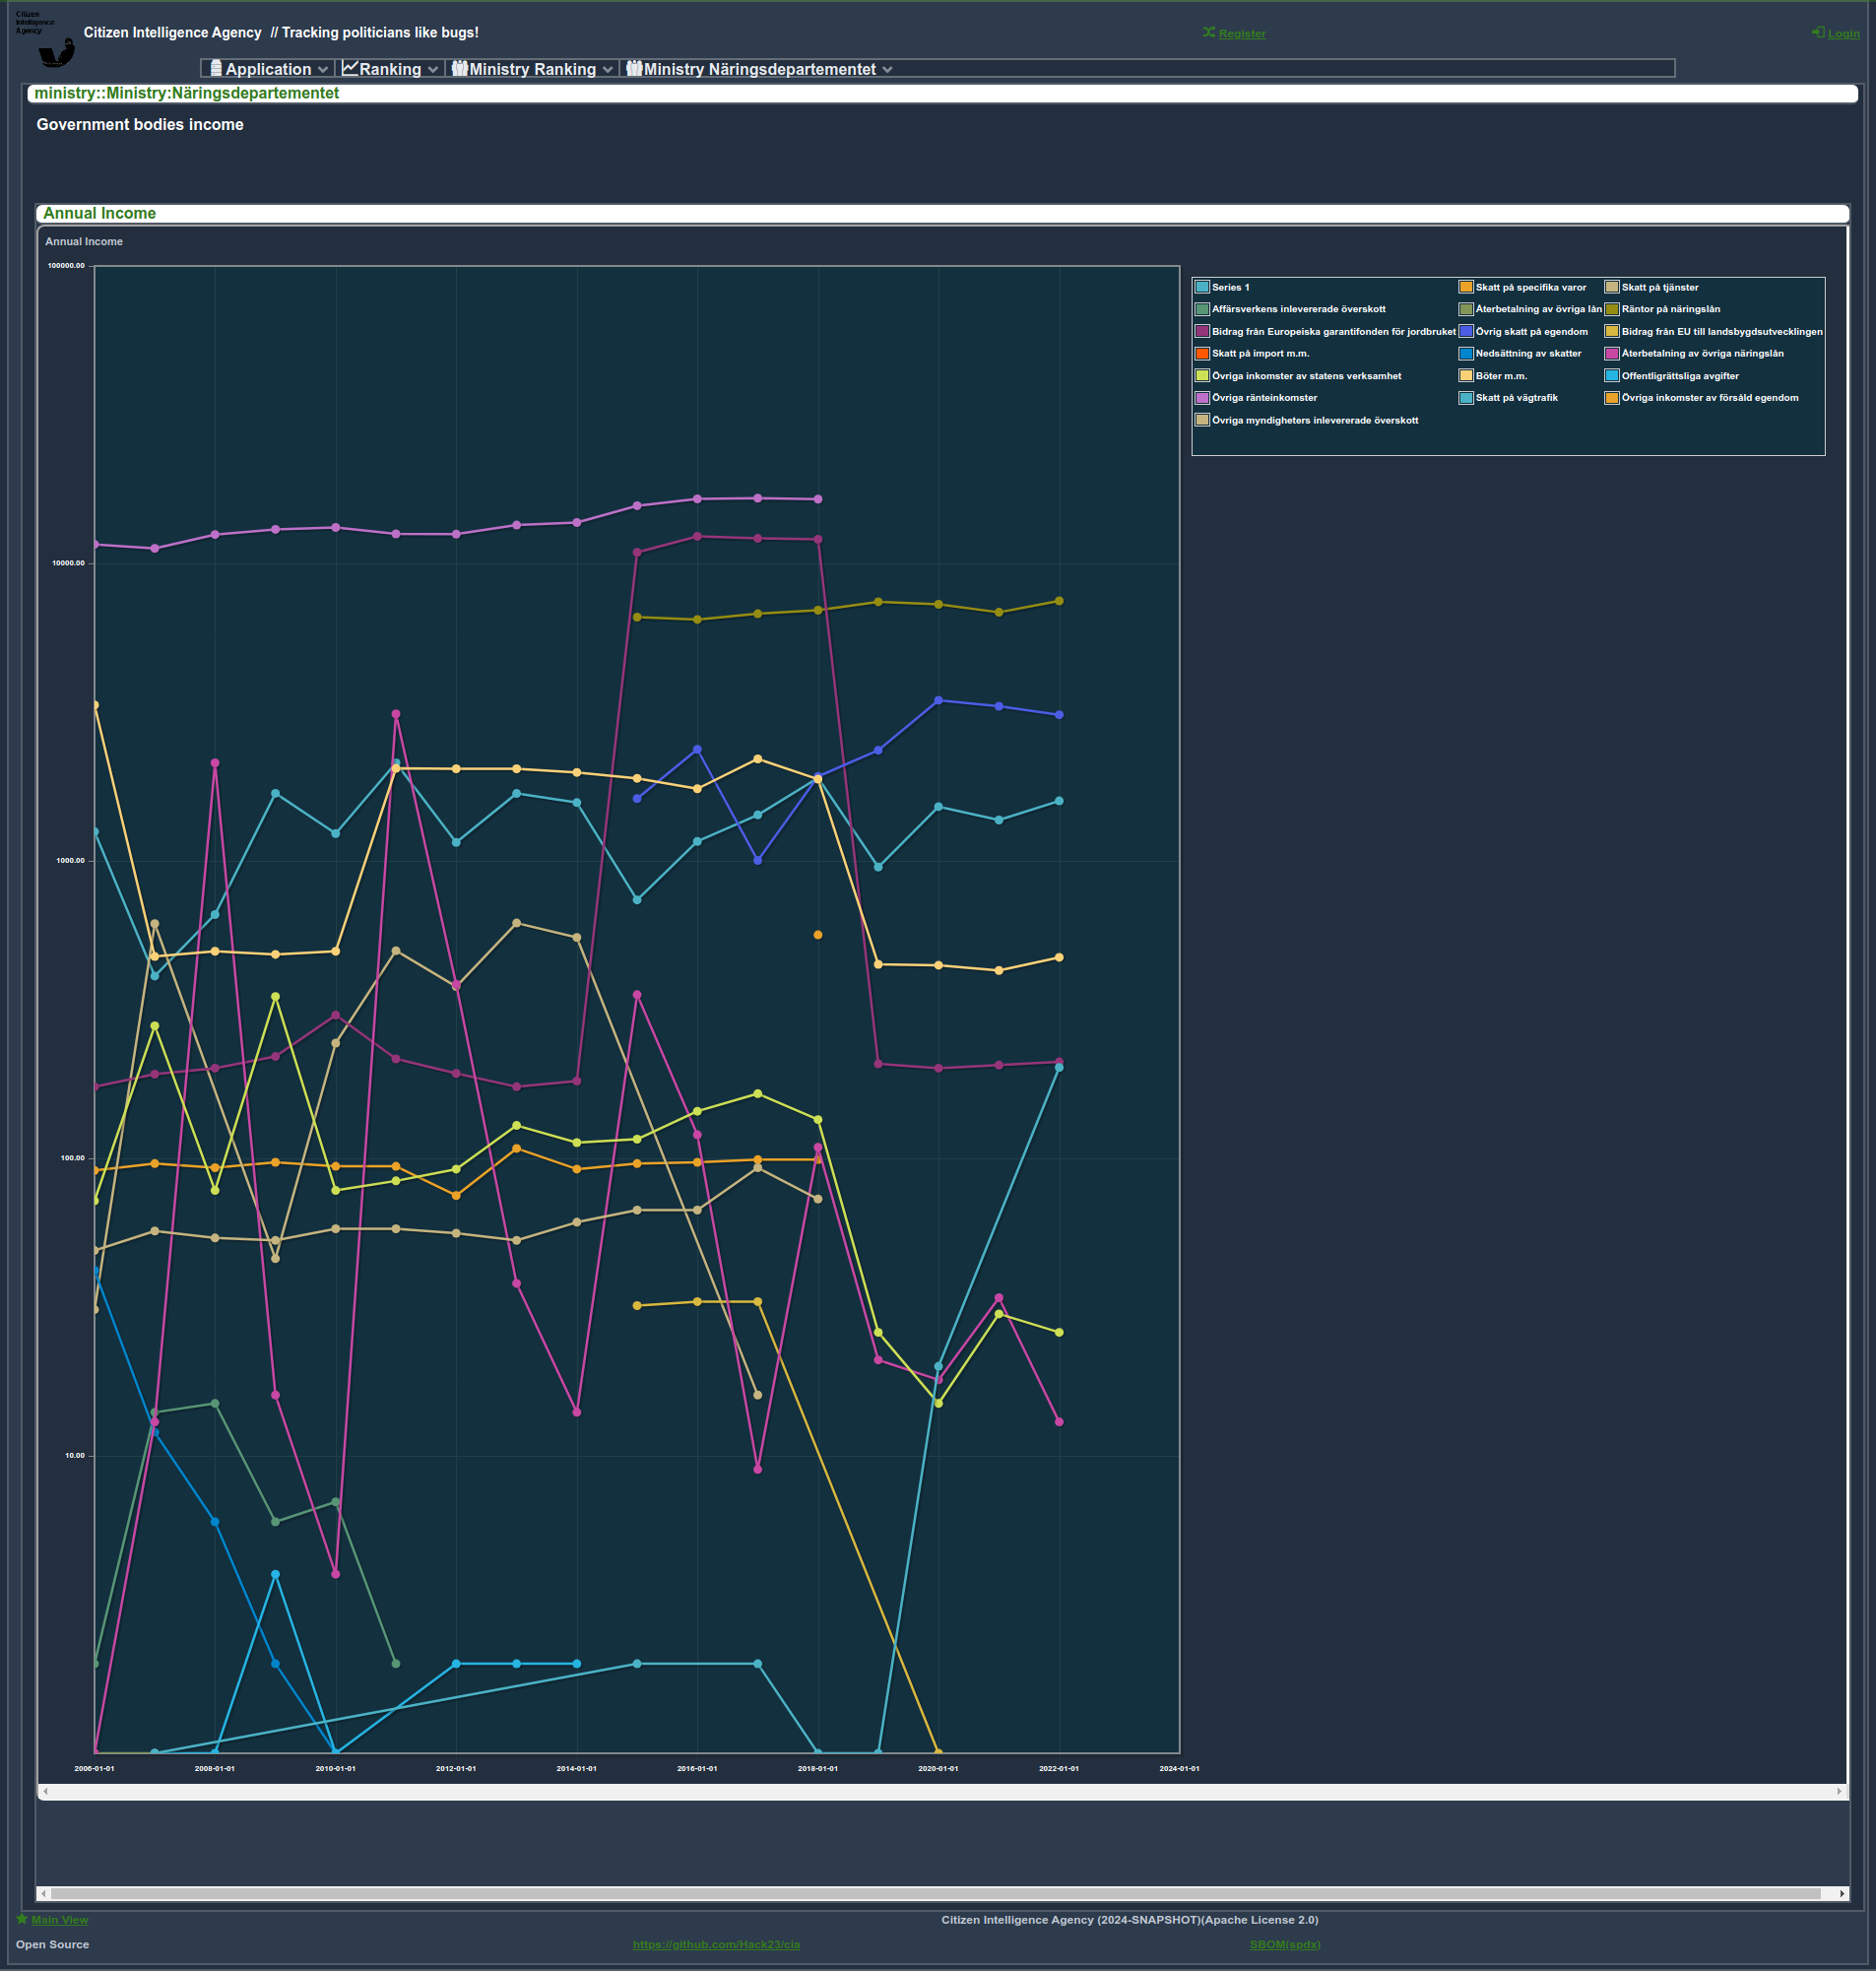 Citizen
Intelligence
Agency
Citizen Intelligence Agency // Tracking politicians like bugs!
Register
Login
Application
Ranking
Ministry Ranking
Ministry Näringsdepartementet
ministry::Ministry:Näringsdepartementet
Government bodies income
Annual Income
Annual Income
100000.00
10000.00
1000.00
100.00
10.00
2006-01-01
2008-01-01
2010-01-01
2012-01-01
2014-01-01
2016-01-01
2018-01-01
2020-01-01
2022-01-01
2024-01-01
Series 1
Skatt på specifika varor
Skatt på tjänster
Affärsverkens inlevererade överskott
Återbetalning av övriga lån
Räntor på näringslån
Bidrag från Europeiska garantifonden för jordbruket
Övrig skatt på egendom
Bidrag från EU till landsbygdsutvecklingen
Skatt på import m.m.
Nedsättning av skatter
Återbetalning av övriga näringslån
Övriga inkomster av statens verksamhet
Böter m.m.
Offentligrättsliga avgifter
Övriga ränteinkomster
Skatt på vägtrafik
Övriga inkomster av försåld egendom
Övriga myndigheters inlevererade överskott
Main View
Citizen Intelligence Agency (2024-SNAPSHOT)(Apache License 2.0)
Open Source
https://github.com/Hack23/cia
SBOM(spdx)